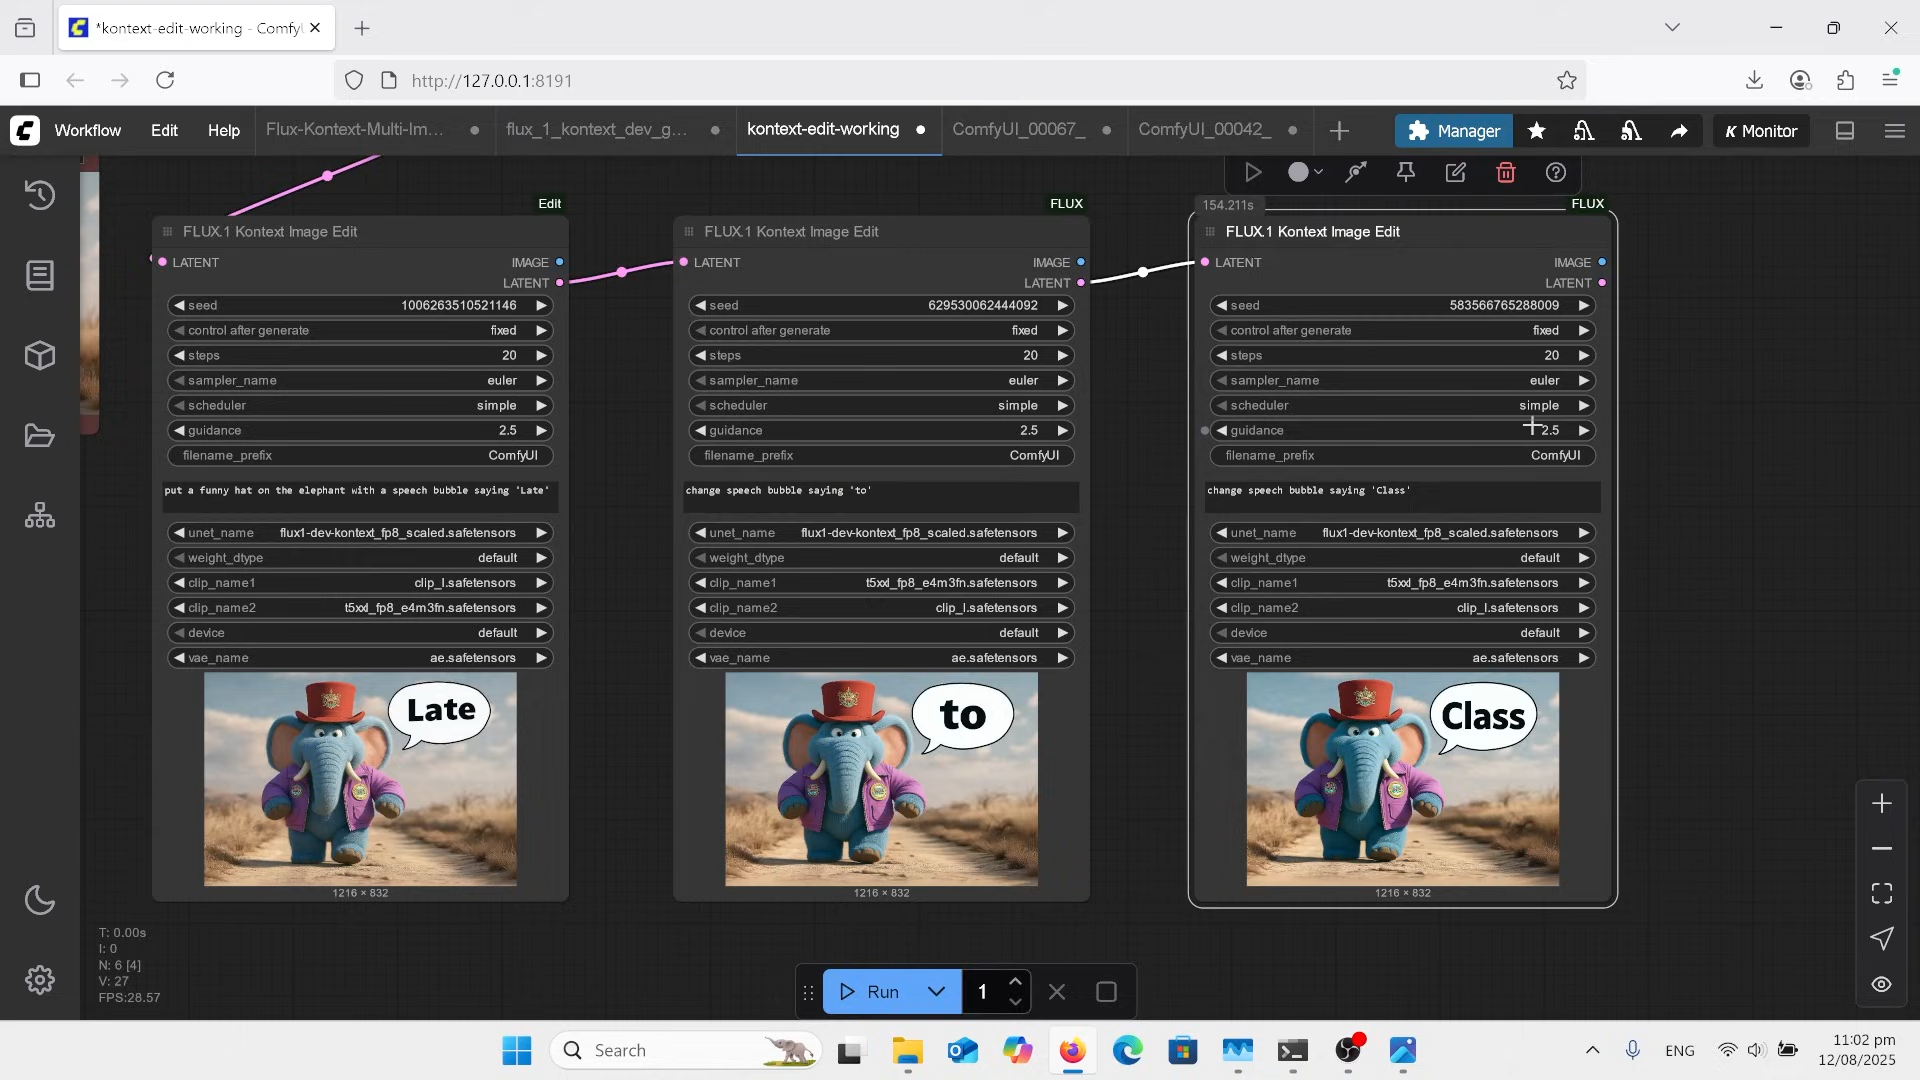 *kontext-edit-working - ComfyU
http://127.0.0.1:8191
Workflow
Edit
Help
Flux-Kontext-Multi-Im...
flux_1_kontext_dev_g...
kontext-edit-working
ComfyUI_00067_
ComfyUI_00042_
Manager
Monitor
Edit
FLUX.1 Kontext Image Edit
LATENT
IMAGE
LATENT
seed 1006263510521146
control after generate fixed
steps 20
sampler_name euler
scheduler simple
guidance 2.5
filename_prefix ComfyUI
put a funny hat on the elephant with a speech bubble saying 'Late'
unet_name flux1-dev-kontext_fp8_scaled.safetensors
weight_dtype default
clip_name1 clip_l.safetensors
clip_name2 t5xxl_fp8_e4m3fn.safetensors
device default
vae_name ae.safetensors
Late
1216 × 832
FLUX
FLUX.1 Kontext Image Edit
LATENT
IMAGE
LATENT
seed 629530062444092
control after generate fixed
steps 20
sampler_name euler
scheduler simple
guidance 2.5
filename_prefix ComfyUI
change speech bubble saying 'to'
unet_name flux1-dev-kontext_fp8_scaled.safetensors
weight_dtype default
clip_name1 t5xxl_fp8_e4m3fn.safetensors
clip_name2 clip_l.safetensors
device default
vae_name ae.safetensors
to
1216 × 832
154.211s
FLUX
FLUX.1 Kontext Image Edit
LATENT
IMAGE
LATENT
seed 583566765288009
control after generate fixed
steps 20
sampler_name euler
scheduler simple
guidance 2.5
filename_prefix ComfyUI
change speech bubble saying 'Class'
unet_name flux1-dev-kontext_fp8_scaled.safetensors
weight_dtype default
clip_name1 t5xxl_fp8_e4m3fn.safetensors
clip_name2 clip_l.safetensors
device default
vae_name ae.safetensors
Class
1216 × 832
T: 0.00s
I: 0
N: 6 [4]
V: 27
FPS:28.57
Run
1
Search
ENG
11:02 pm
12/08/2025